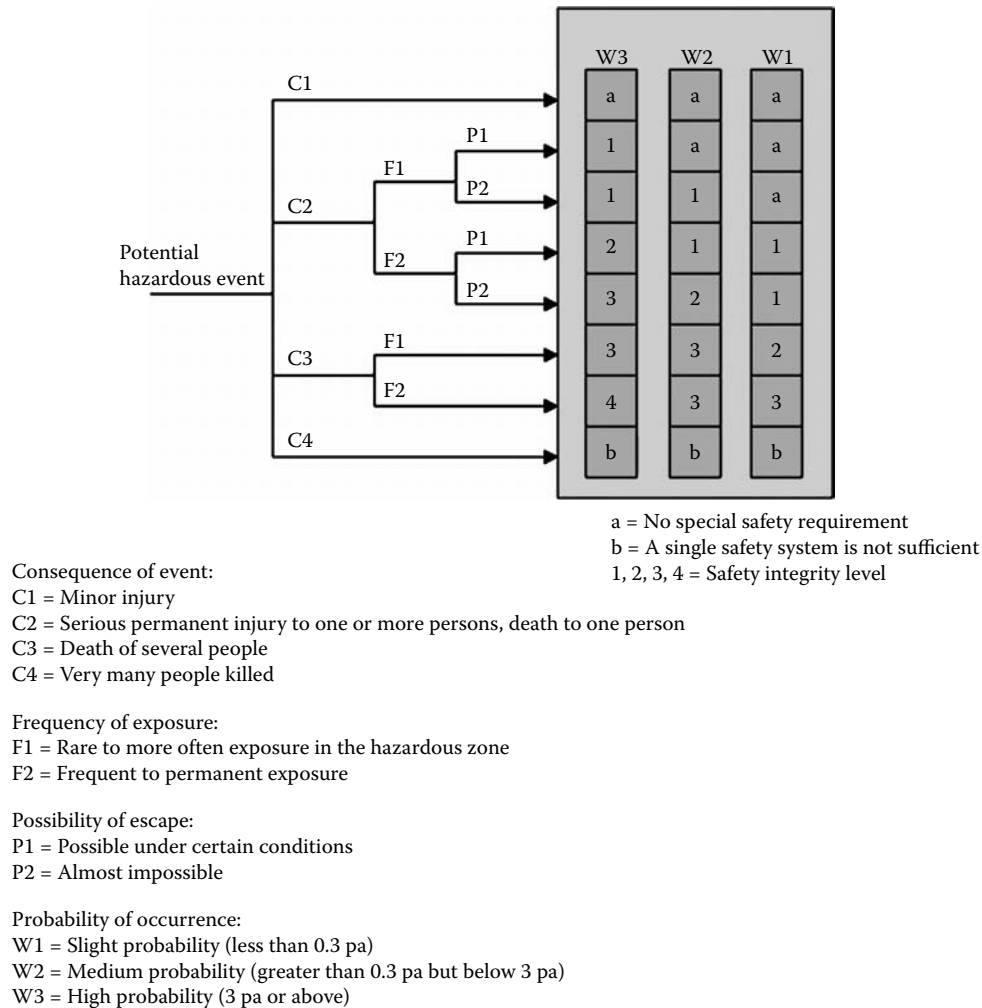 W3 W2 W1
C1 a a a
P1
1 a a
F1
P2
C2 1 1 a
P1
Potential
F2 2 1 1
hazardous event
P2
3 2 1
F1
C3 3 3 2
F2
4 3 3
C4
b b b
a = No special safety requirement
b = A single safety system is not sufficient
1, 2, 3, 4 = Safety integrity level
Consequence of event:
C1 = Minor injury
C2 = Serious permanent injury to one or more persons, death to one person
C3 = Death of several people
C4 = Very many people killed
Frequency of exposure:
F1 = Rare to more often exposure in the hazardous zone
F2 = Frequent to permanent exposure
Possibility of escape:
P1 = Possible under certain conditions
P2 = Almost impossible
Probability of occurrence:
W1 = Slight probability (less than 0.3 pa)
W2 = Medium probability (greater than 0.3 pa but below 3 pa)
W3 = High probability (3 pa or above)